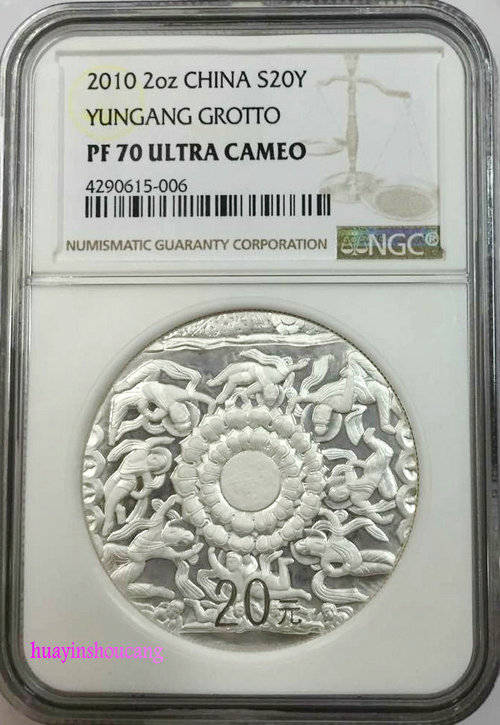 2010 2oz CHINA S20Y
YUNGANG GROTTO
PF 70 ULTRA CAMEO
4290615-006
NUMISMATIC GUARANTY CORPORATION
NGC®
20元
huayinshoucang